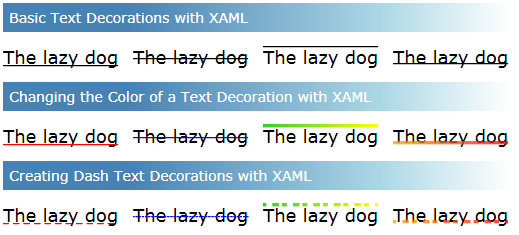 Basic Text Decorations with XAML
The lazy dog The lazy dog The lazy dog The lazy dog
Changing the Color of a Text Decoration with XAML
The lazy dog The lazy dog The lazy dog The lazy dog
Creating Dash Text Decorations with XAML
The lazy dog The lazy dog The lazy dog The lazy dog